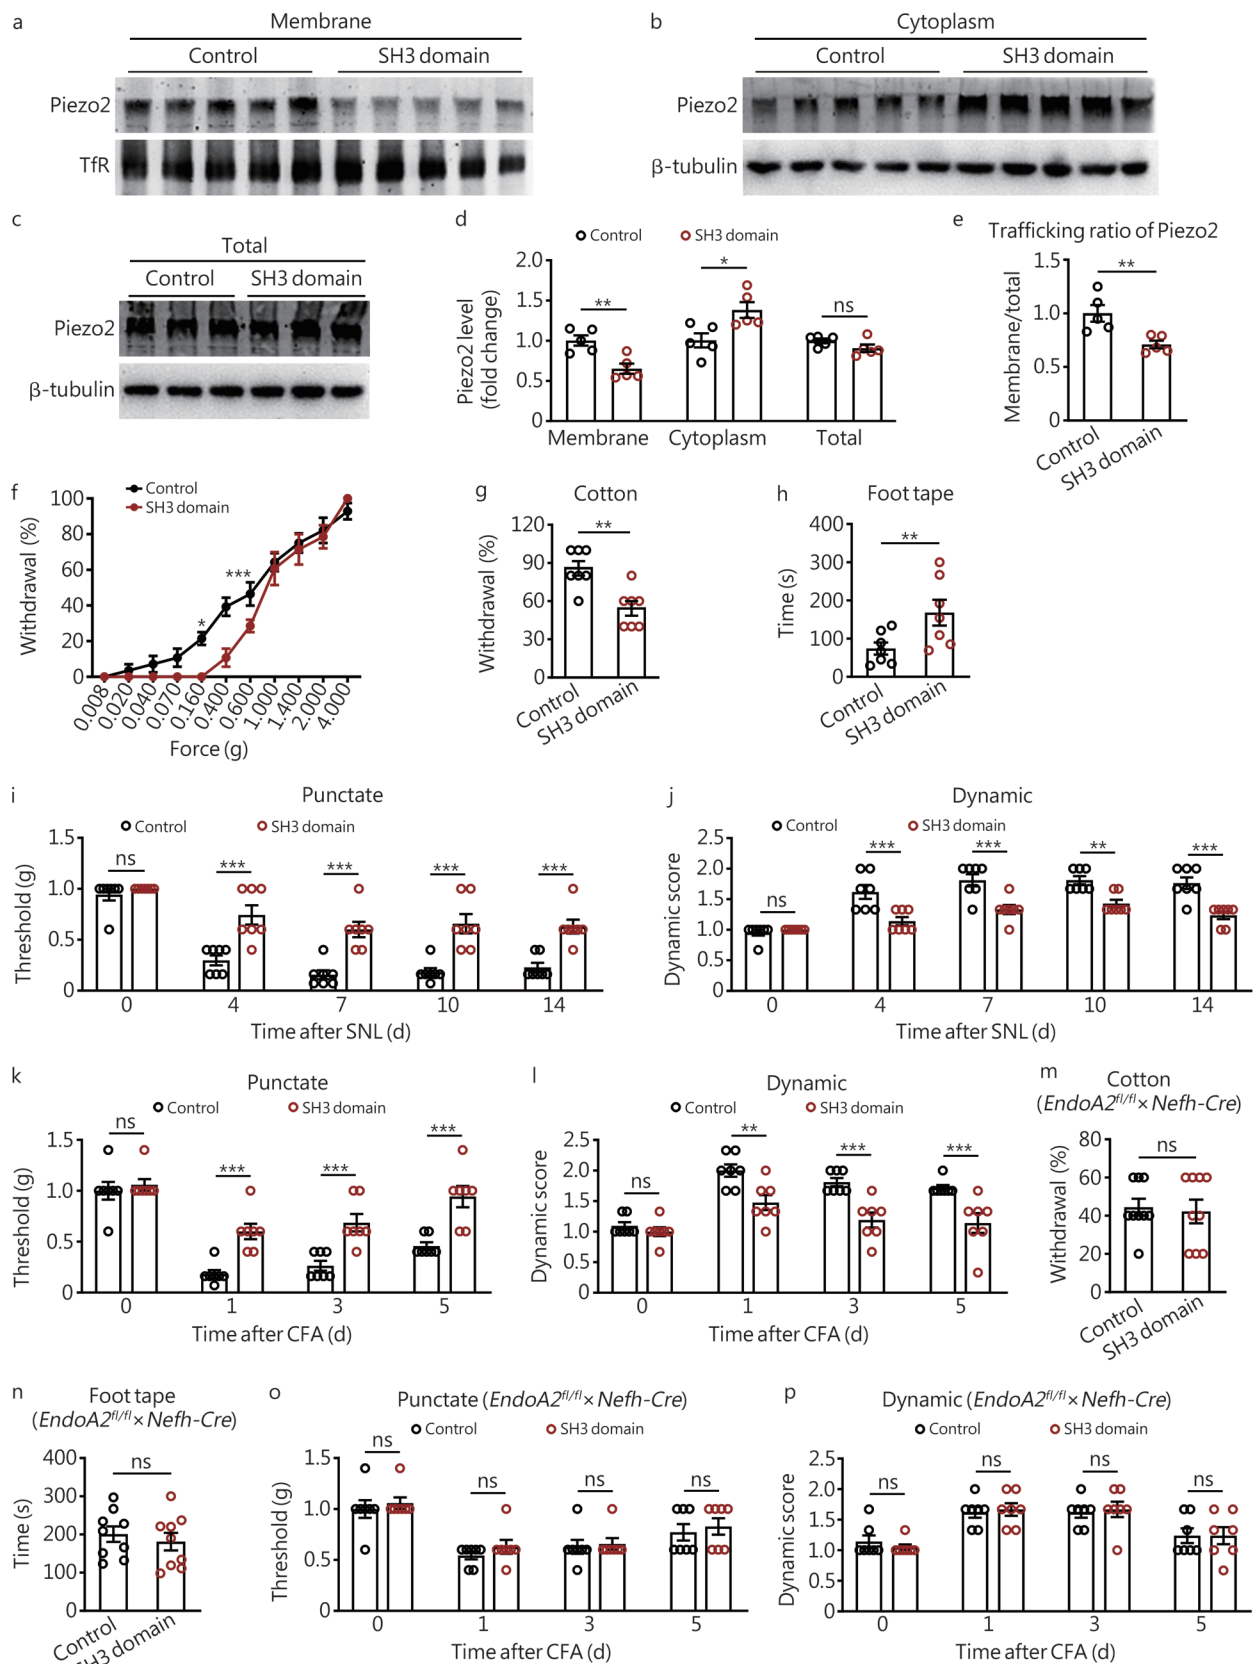 a
Membrane
Control SH3 domain
Piezo2
TfR
b
Cytoplasm
Control SH3 domain
Piezo2
β-tubulin
c
Total
Control SH3 domain
Piezo2
β-tubulin
d
Control SH3 domain
Piezo2 level
(fold change)
2.0
1.5
1.0
0.5
0
** * ns
Membrane Cytoplasm Total
e
Trafficking ratio of Piezo2
Membrane/total
1.5
1.0
0.5
0
**
Control
SH3 domain
f
Control
SH3 domain
Withdrawal (%)
100
80
60
40
20
0
* ***
0.008 0.020 0.040 0.070 0.160 0.400 0.600 1.000 1.400 2.000 4.000
Force (g)
g
Cotton
Withdrawal (%)
120
90
60
30
0
**
Control
SH3 domain
h
Foot tape
Time (s)
400
300
200
100
0
**
Control
SH3 domain
i
Punctate
Control SH3 domain
Threshold (g)
1.5
1.0
0.5
0
ns *** *** *** ***
0 4 7 10 14
Time after SNL (d)
j
Dynamic
Control SH3 domain
Dynamic score
2.5
2.0
1.5
1.0
0.5
0
ns *** *** ** ***
0 4 7 10 14
Time after SNL (d)
k
Punctate
Control SH3 domain
Threshold (g)
1.5
1.0
0.5
0
ns *** *** ***
0 1 3 5
Time after CFA (d)
l
Dynamic
Control SH3 domain
Dynamic score
2.5
2.0
1.5
1.0
0.5
0
ns ** *** ***
0 1 3 5
Time after CFA (d)
m
Cotton
(EndoA2fl/fl×Nefh-Cre)
Withdrawal (%)
80
60
40
20
0
ns
Control
SH3 domain
n
Foot tape
(EndoA2fl/fl×Nefh-Cre)
Time (s)
400
300
200
100
0
ns
Control
SH3 domain
o
Punctate (EndoA2fl/fl×Nefh-Cre)
Control SH3 domain
Threshold (g)
1.5
1.0
0.5
0
ns ns ns ns
0 1 3 5
Time after CFA (d)
p
Dynamic (EndoA2fl/fl×Nefh-Cre)
Control SH3 domain
Dynamic score
2.5
2.0
1.5
1.0
0.5
0
ns ns ns ns
0 1 3 5
Time after CFA (d)